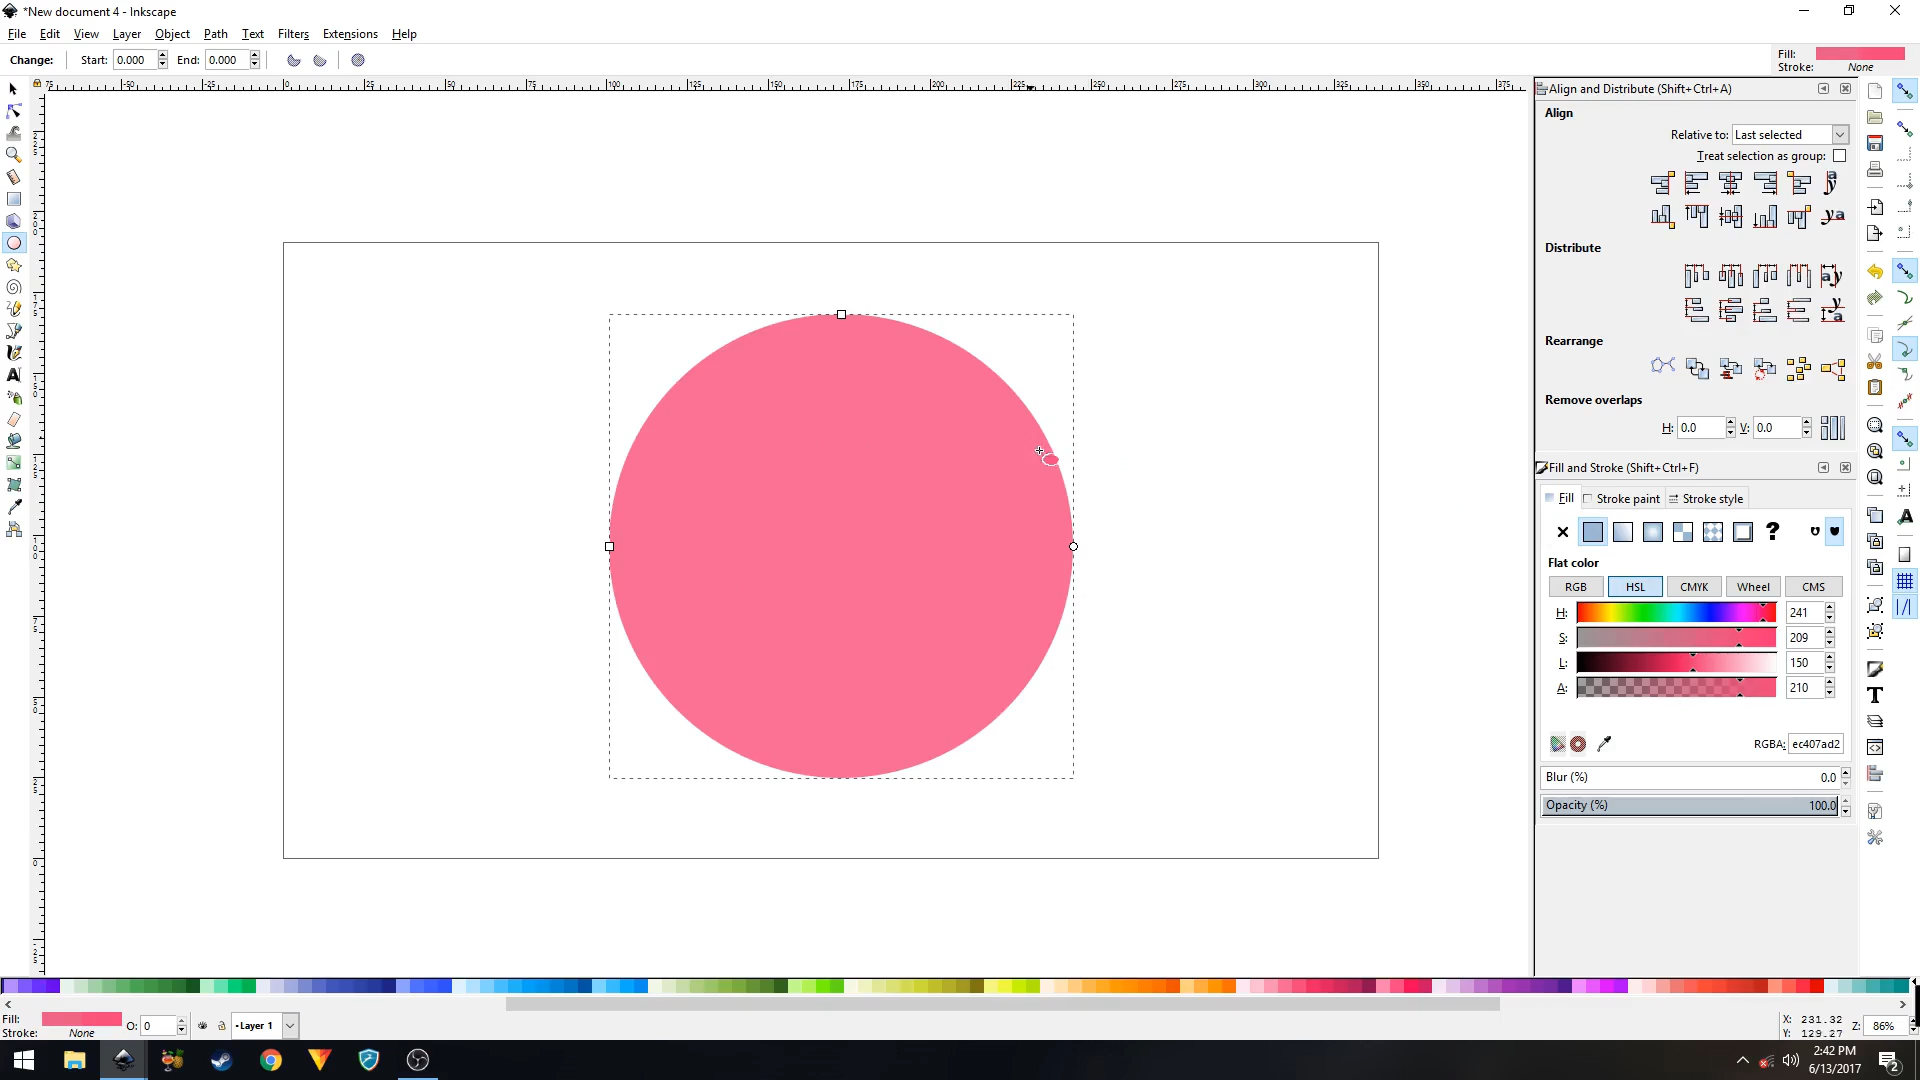 *New document 4 - Inkscape
File Edit View Layer Object Path Text Filters Extensions Help
Change: Start: 0.000 End: 0.000
Fill:
Stroke: None
Align and Distribute (Shift+Ctrl+A)
Align
Relative to: Last selected
Treat selection as group:
Distribute
Rearrange
Remove overlaps
H: 0.0 V: 0.0
Fill and Stroke (Shift+Ctrl+F)
Fill Stroke paint Stroke style
Flat color
RGB HSL CMYK Wheel CMS
H: 241
S: 209
L: 150
A: 210
RGBA: ec407ad2
Blur (%) 0.0
Opacity (%) 100.0
Fill:
Stroke: None
O: 0
•Layer 1
X: 231.32
Y: 129.27
Z: 86%
2:42 PM
6/13/2017
2